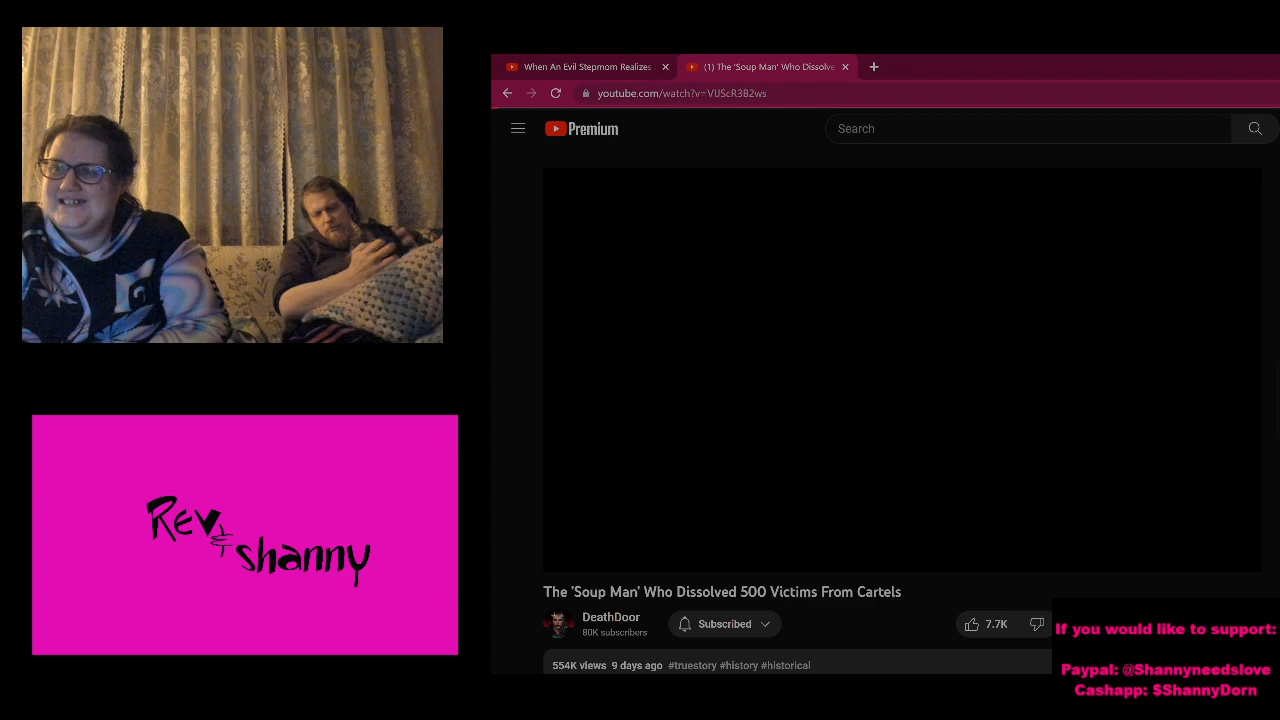 When An Evil Stepmom Realizes
(1) The 'Soup Man' Who Dissolve
youtube.com/watch?v=VlJScR3B2ws
Premium
Search
Rev
&
shanny
The 'Soup Man' Who Dissolved 500 Victims From Cartels
DeathDoor
80K subscribers
Subscribed
7.7K
554K views 9 days ago #truestory #history #historical
If you would like to support:
Paypal: @Shannyneedslove
Cashapp: $ShannyDorn